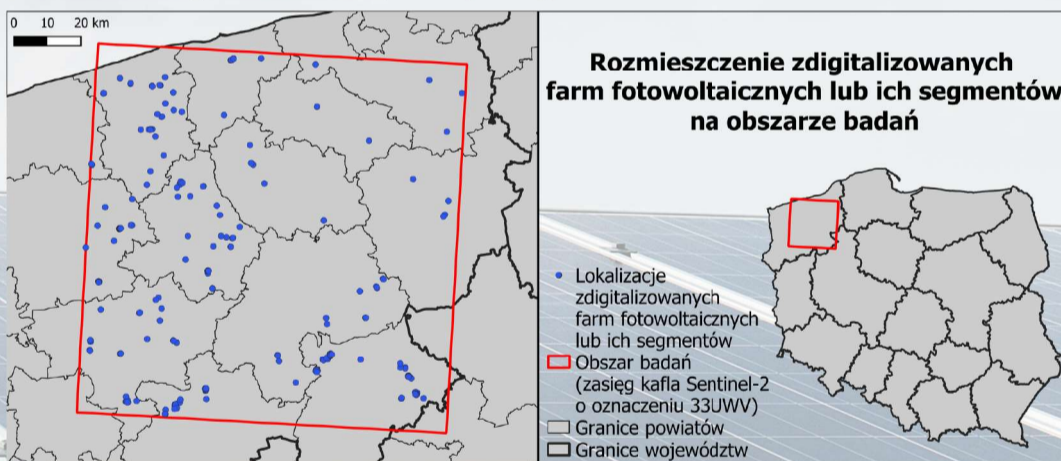 0 10 20 km
Rozmieszczenie zdigitalizowanych
farm fotowoltaicznych lub ich segmentów
na obszarze badań
Lokalizacje
zdigitalizowanych
farm fotowoltaicznych
lub ich segmentów
Obszar badań
(zasięg kafla Sentinel-2
o oznaczeniu 33UWV)
Granice powiatów
Granice województw